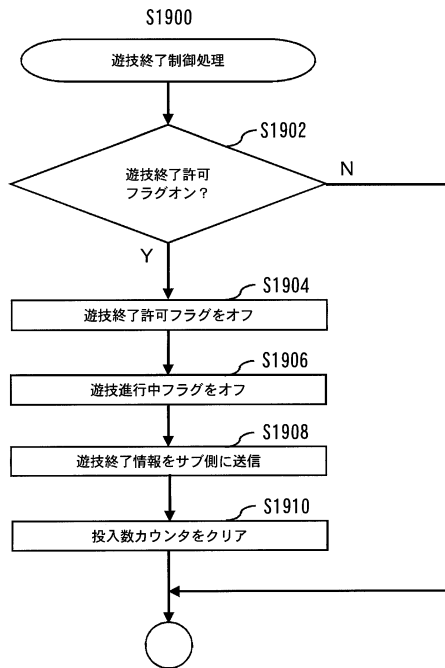 S1900
遊技終了制御処理
S1902
遊技終了許可
フラグオン？
N
Y
S1904
遊技終了許可フラグをオフ
S1906
遊技進行中フラグをオフ
S1908
遊技終了情報をサブ側に送信
S1910
投入数カウンタをクリア